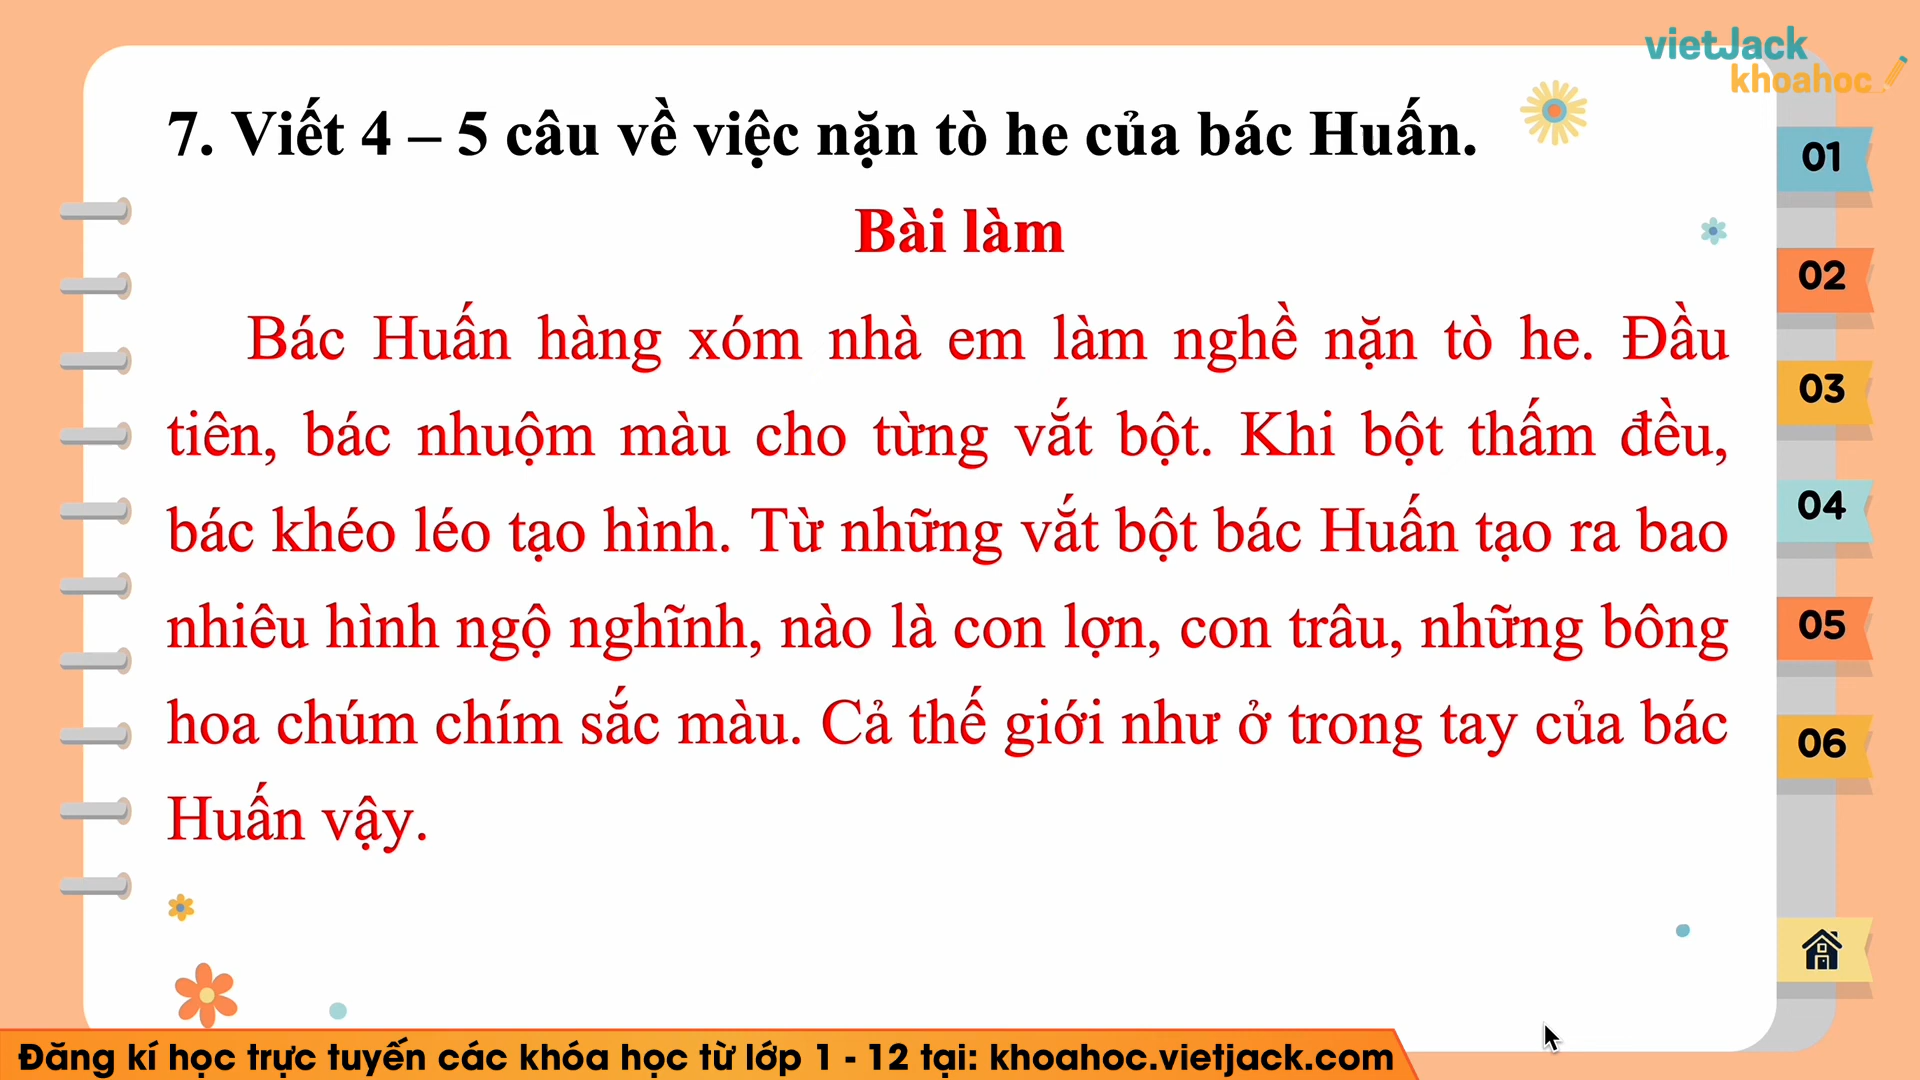 vietJack
khoahoc
7. Viết 4 – 5 câu về việc nặn tò he của bác Huấn.
01
Bài làm
02
Bác Huấn hàng xóm nhà em làm nghề nặn tò he. Đầu
03
tiên, bác nhuộm màu cho từng vắt bột. Khi bột thấm đều,
04
bác khéo léo tạo hình. Từ những vắt bột bác Huấn tạo ra bao
05
nhiêu hình ngộ nghĩnh, nào là con lợn, con trâu, những bông
06
hoa chúm chím sắc màu. Cả thế giới như ở trong tay của bác
Huấn vậy.
Đăng kí học trực tuyến các khóa học từ lớp 1 - 12 tại: khoahoc.vietjack.com